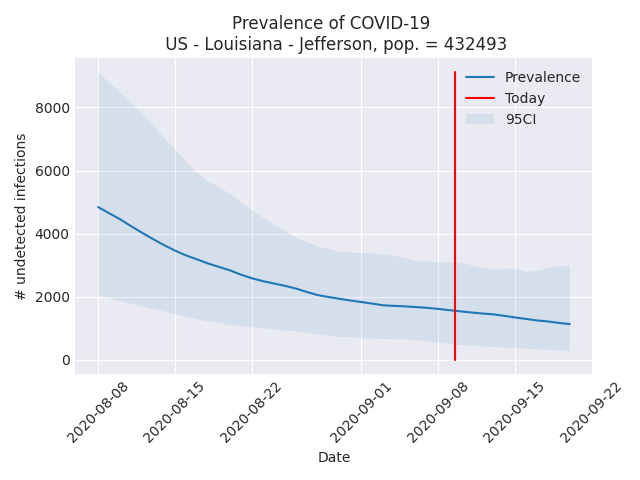 Prevalence of COVID-19
US - Louisiana - Jefferson, pop. = 432493
Prevalence
Today
95CI
# undetected infections
8000
6000
4000
2000
0
2020-08-08
2020-08-15
2020-08-22
2020-09-01
2020-09-08
2020-09-15
2020-09-22
Date